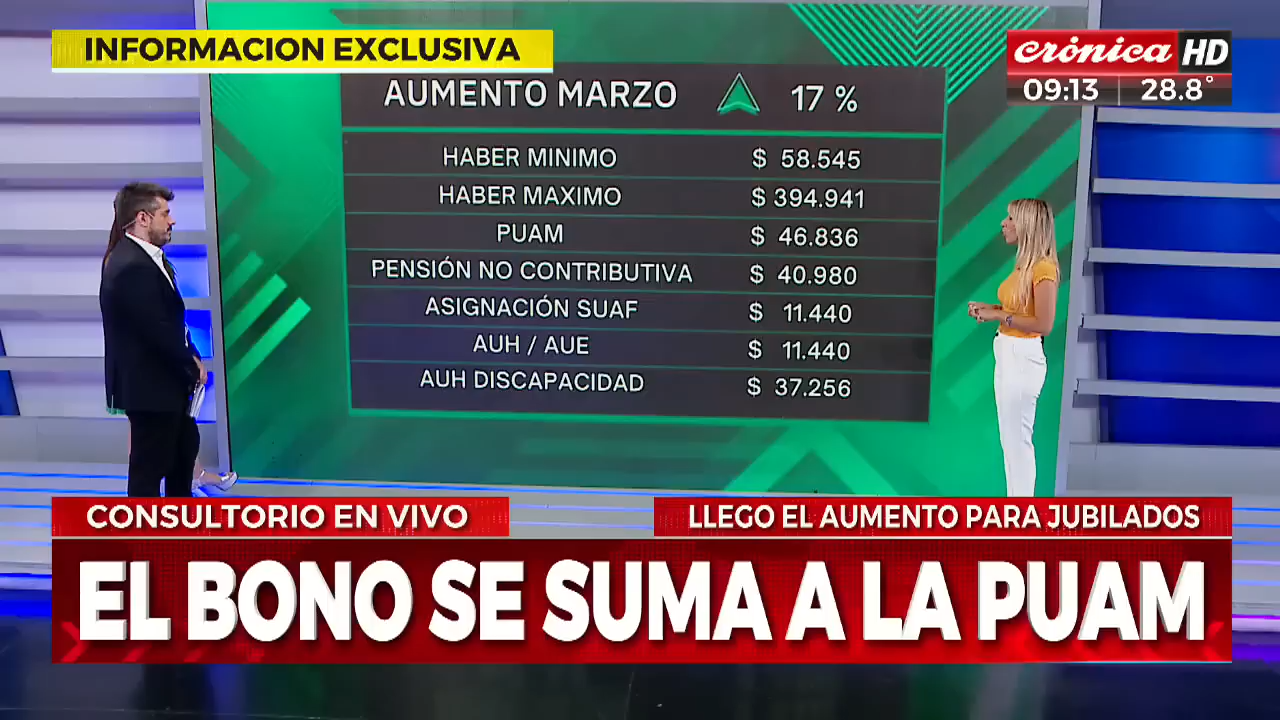 INFORMACION EXCLUSIVA
crónica HD
09:13 28.8°
AUMENTO MARZO 17 %
HABER MINIMO $ 58.545
HABER MAXIMO $ 394.941
PUAM $ 46.836
PENSIÓN NO CONTRIBUTIVA $ 40.980
ASIGNACIÓN SUAF $ 11.440
AUH / AUE $ 11.440
AUH DISCAPACIDAD $ 37.256
CONSULTORIO EN VIVO
LLEGO EL AUMENTO PARA JUBILADOS
EL BONO SE SUMA A LA PUAM